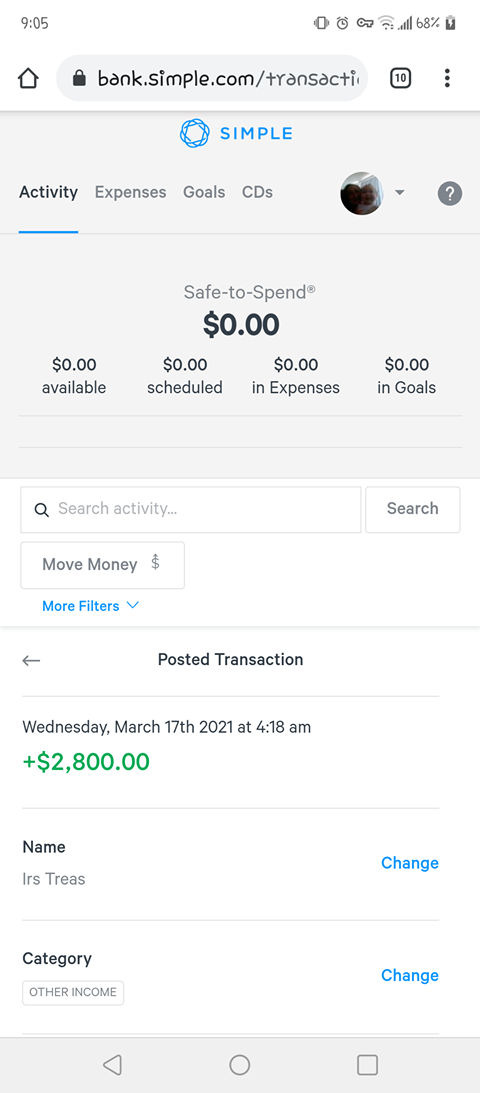 9:05
68%
bank.simple.com/transacti
10
SIMPLE
Activity Expenses Goals CDs
?
Safe-to-Spend®
$0.00
$0.00 $0.00 $0.00 $0.00
available scheduled in Expenses in Goals
Search activity... Search
Move Money $
More Filters
Posted Transaction
Wednesday, March 17th 2021 at 4:18 am
+$2,800.00
Name
Change
Irs Treas
Category
Change
OTHER INCOME